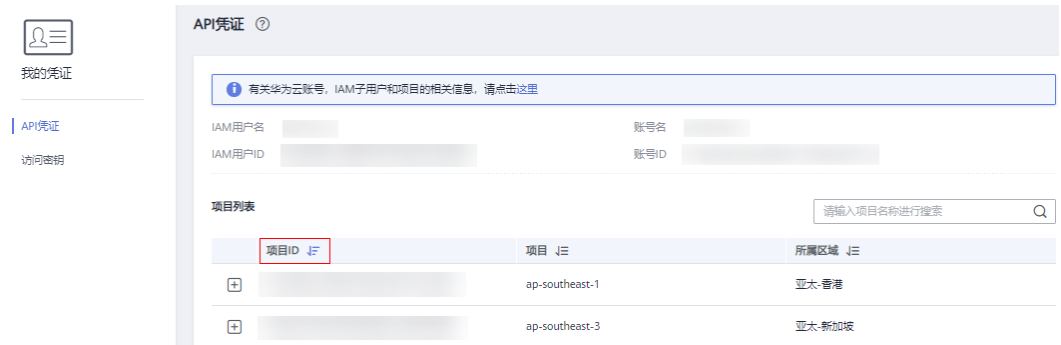 我的凭证
API凭证
访问密钥
API凭证
有关华为云账号，IAM子用户和项目的相关信息，请点击这里
IAM用户名 账号名
IAM用户ID 账号ID
项目列表
请输入项目名称进行搜索
项目ID 项目 所属区域
ap-southeast-1 亚太-香港
ap-southeast-3 亚太-新加坡